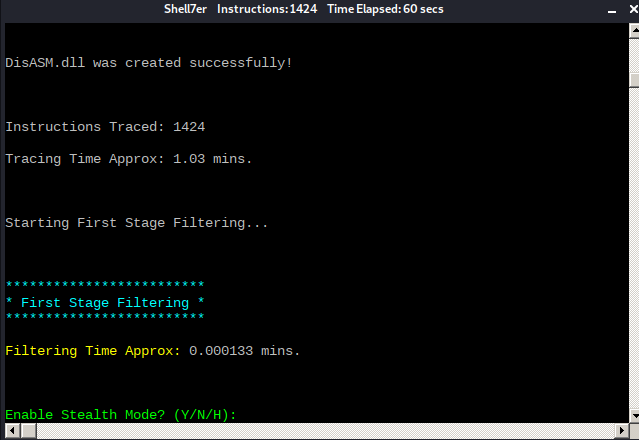 Shell7er Instructions:1424 Time Elapsed: 60 secs
DisASM.dll was created successfully!
Instructions Traced: 1424
Tracing Time Approx: 1.03 mins.
Starting First Stage Filtering...
*************************
* First Stage Filtering *
*************************
Filtering Time Approx: 0.000133 mins.
Enable Stealth Mode? (Y/N/H):